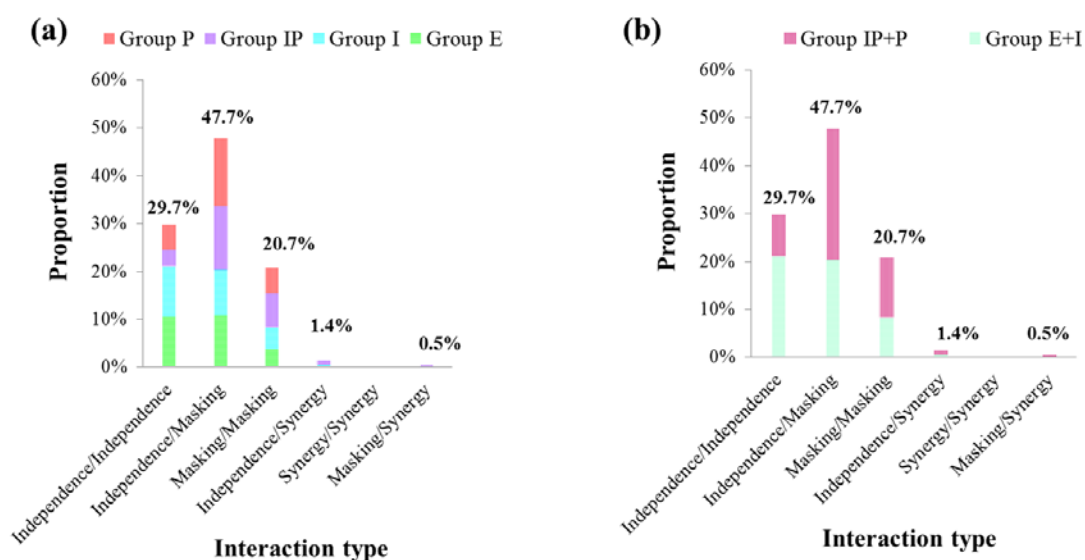 (a)
Group P Group IP Group I Group E
60%
50%
40%
30%
20%
10%
0%
Proportion
29.7%
47.7%
20.7%
1.4%
0.5%
Independence/Independence
Independence/Masking
Masking/Masking
Independence/Synergy
Synergy/Synergy
Masking/Synergy
Interaction type
(b)
Group IP+P Group E+I
60%
50%
40%
30%
20%
10%
0%
Proportion
29.7%
47.7%
20.7%
1.4%
0.5%
Independence/Independence
Independence/Masking
Masking/Masking
Independence/Synergy
Synergy/Synergy
Masking/Synergy
Interaction type